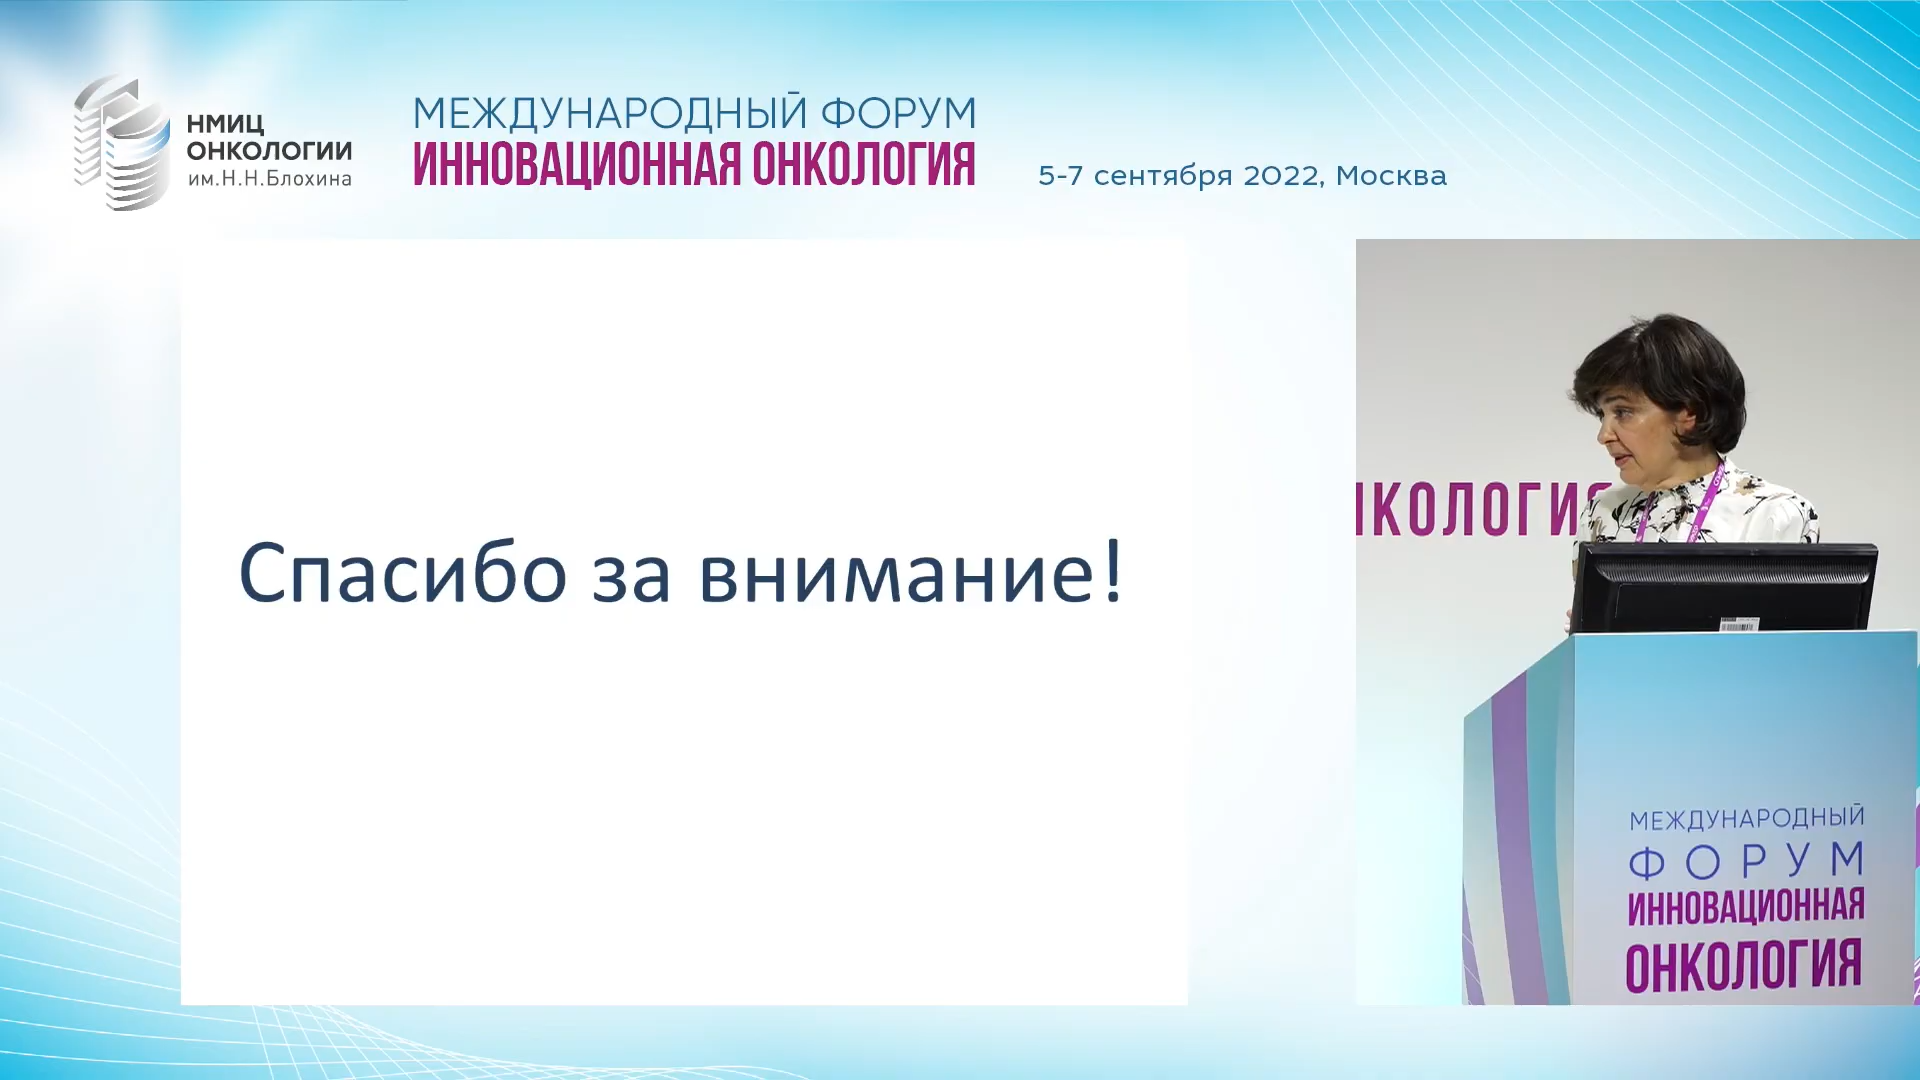 НМИЦ
ОНКОЛОГИИ
им.Н.Н.Блохина
МЕЖДУНАРОДНЫЙ ФОРУМ
ИННОВАЦИОННАЯ ОНКОЛОГИЯ
5-7 сентября 2022, Москва
Спасибо за внимание!
НКОЛОГИЯ
МЕЖДУНАРОДНЫЙ
ФОРУМ
ИННОВАЦИОННАЯ
ОНКОЛОГИЯ